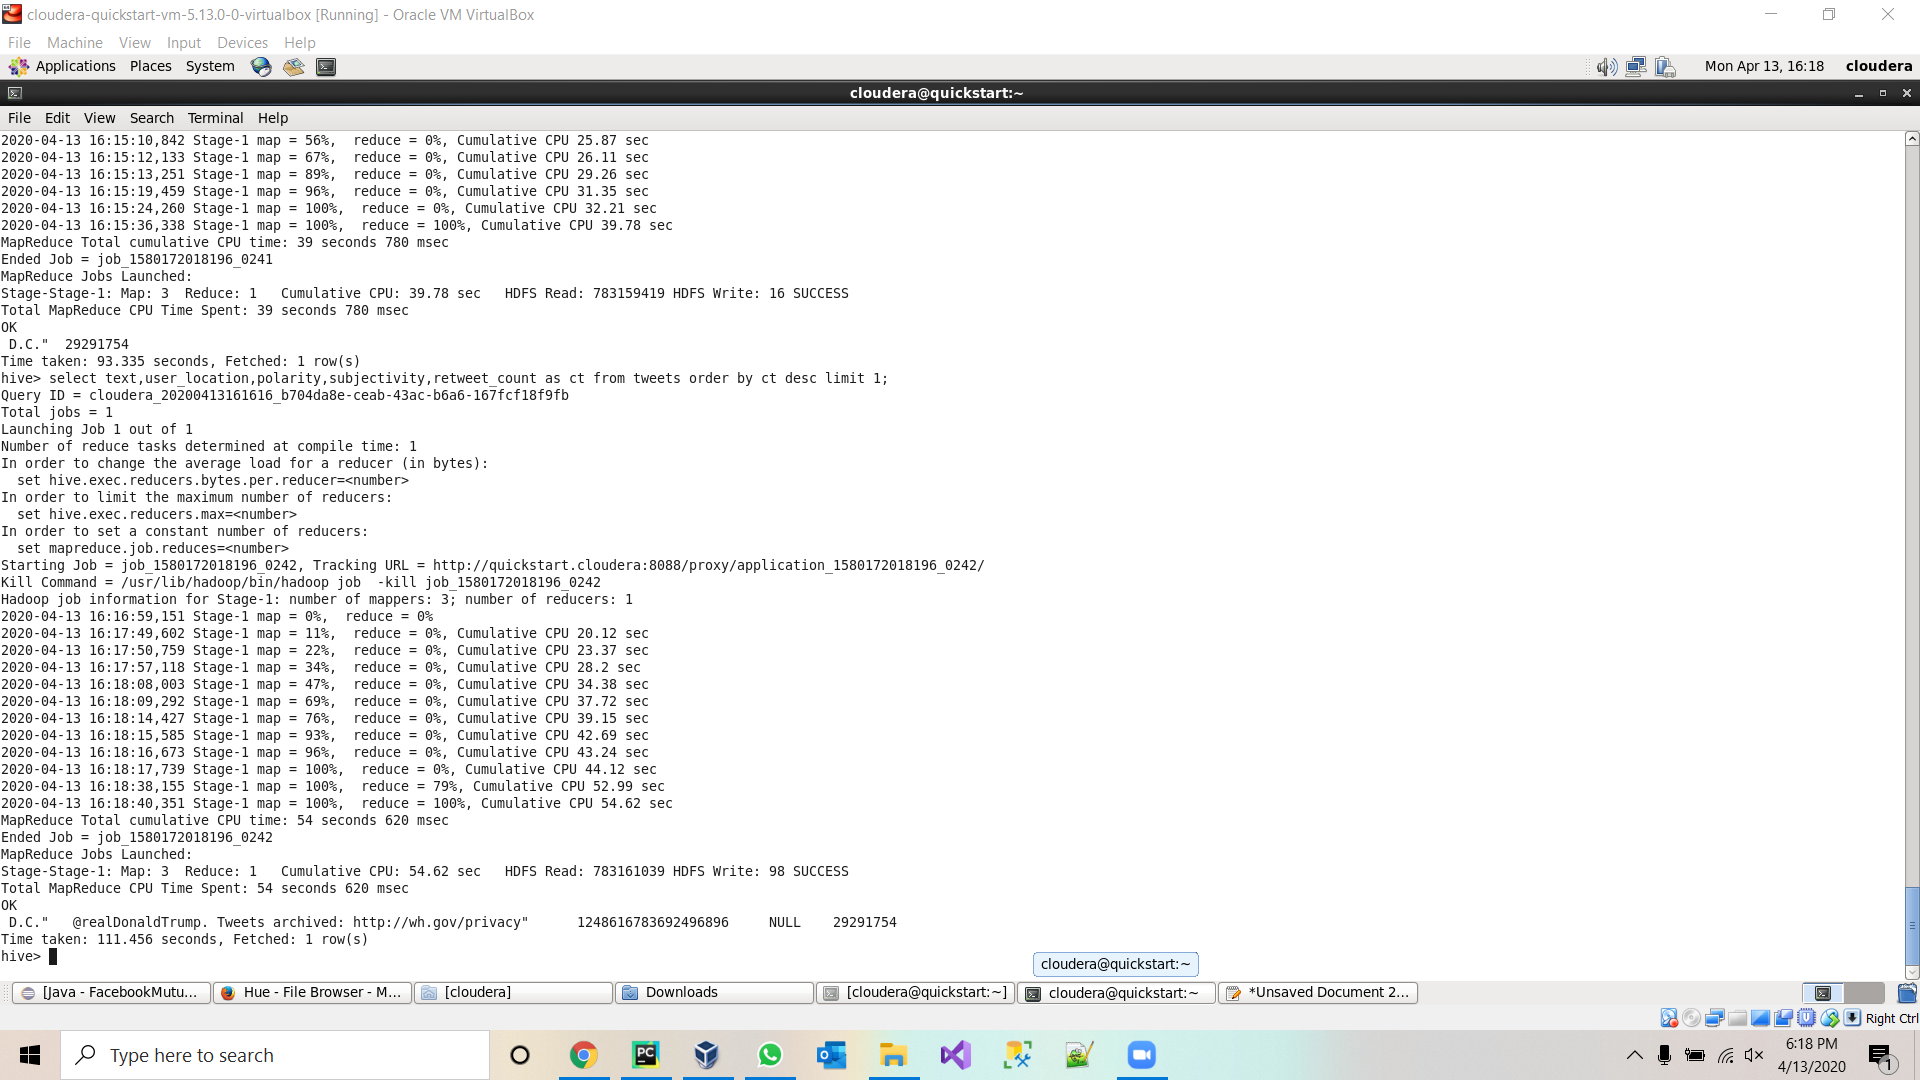 cloudera-quickstart-vm-5.13.0-0-virtualbox [Running] - Oracle VM VirtualBox
File Machine View Input Devices Help
Applications Places System Mon Apr 13, 16:18 cloudera
cloudera@quickstart:~
File Edit View Search Terminal Help
2020-04-13 16:15:10,842 Stage-1 map = 56%,  reduce = 0%, Cumulative CPU 25.87 sec
2020-04-13 16:15:12,133 Stage-1 map = 67%,  reduce = 0%, Cumulative CPU 26.11 sec
2020-04-13 16:15:13,251 Stage-1 map = 89%,  reduce = 0%, Cumulative CPU 29.26 sec
2020-04-13 16:15:19,459 Stage-1 map = 96%,  reduce = 0%, Cumulative CPU 31.35 sec
2020-04-13 16:15:24,260 Stage-1 map = 100%,  reduce = 0%, Cumulative CPU 32.21 sec
2020-04-13 16:15:36,338 Stage-1 map = 100%,  reduce = 100%, Cumulative CPU 39.78 sec
MapReduce Total cumulative CPU time: 39 seconds 780 msec
Ended Job = job_1580172018196_0241
MapReduce Jobs Launched:
Stage-Stage-1: Map: 3  Reduce: 1   Cumulative CPU: 39.78 sec   HDFS Read: 783159419 HDFS Write: 16 SUCCESS
Total MapReduce CPU Time Spent: 39 seconds 780 msec
OK
 D.C."  29291754
Time taken: 93.335 seconds, Fetched: 1 row(s)
hive> select text,user_location,polarity,subjectivity,retweet_count as ct from tweets order by ct desc limit 1;
Query ID = cloudera_20200413161616_b704da8e-ceab-43ac-b6a6-167fcf18f9fb
Total jobs = 1
Launching Job 1 out of 1
Number of reduce tasks determined at compile time: 1
In order to change the average load for a reducer (in bytes):
  set hive.exec.reducers.bytes.per.reducer=<number>
In order to limit the maximum number of reducers:
  set hive.exec.reducers.max=<number>
In order to set a constant number of reducers:
  set mapreduce.job.reduces=<number>
Starting Job = job_1580172018196_0242, Tracking URL = http://quickstart.cloudera:8088/proxy/application_1580172018196_0242/
Kill Command = /usr/lib/hadoop/bin/hadoop job  -kill job_1580172018196_0242
Hadoop job information for Stage-1: number of mappers: 3; number of reducers: 1
2020-04-13 16:16:59,151 Stage-1 map = 0%,  reduce = 0%
2020-04-13 16:17:49,602 Stage-1 map = 11%,  reduce = 0%, Cumulative CPU 20.12 sec
2020-04-13 16:17:50,759 Stage-1 map = 22%,  reduce = 0%, Cumulative CPU 23.37 sec
2020-04-13 16:17:57,118 Stage-1 map = 34%,  reduce = 0%, Cumulative CPU 28.2 sec
2020-04-13 16:18:08,003 Stage-1 map = 47%,  reduce = 0%, Cumulative CPU 34.38 sec
2020-04-13 16:18:09,292 Stage-1 map = 69%,  reduce = 0%, Cumulative CPU 37.72 sec
2020-04-13 16:18:14,427 Stage-1 map = 76%,  reduce = 0%, Cumulative CPU 39.15 sec
2020-04-13 16:18:15,585 Stage-1 map = 93%,  reduce = 0%, Cumulative CPU 42.69 sec
2020-04-13 16:18:16,673 Stage-1 map = 96%,  reduce = 0%, Cumulative CPU 43.24 sec
2020-04-13 16:18:17,739 Stage-1 map = 100%,  reduce = 0%, Cumulative CPU 44.12 sec
2020-04-13 16:18:38,155 Stage-1 map = 100%,  reduce = 79%, Cumulative CPU 52.99 sec
2020-04-13 16:18:40,351 Stage-1 map = 100%,  reduce = 100%, Cumulative CPU 54.62 sec
MapReduce Total cumulative CPU time: 54 seconds 620 msec
Ended Job = job_1580172018196_0242
MapReduce Jobs Launched:
Stage-Stage-1: Map: 3  Reduce: 1   Cumulative CPU: 54.62 sec   HDFS Read: 783161039 HDFS Write: 98 SUCCESS
Total MapReduce CPU Time Spent: 54 seconds 620 msec
OK
 D.C."   @realDonaldTrump. Tweets archived: http://wh.gov/privacy"      1248616783692496896     NULL    29291754
Time taken: 111.456 seconds, Fetched: 1 row(s)
hive>
cloudera@quickstart:~
[Java - FacebookMutu... Hue - File Browser - M... [cloudera] Downloads [cloudera@quickstart:~] cloudera@quickstart:~ *Unsaved Document 2...
Right Ctrl
Type here to search
PC
6:18 PM
4/13/2020
1